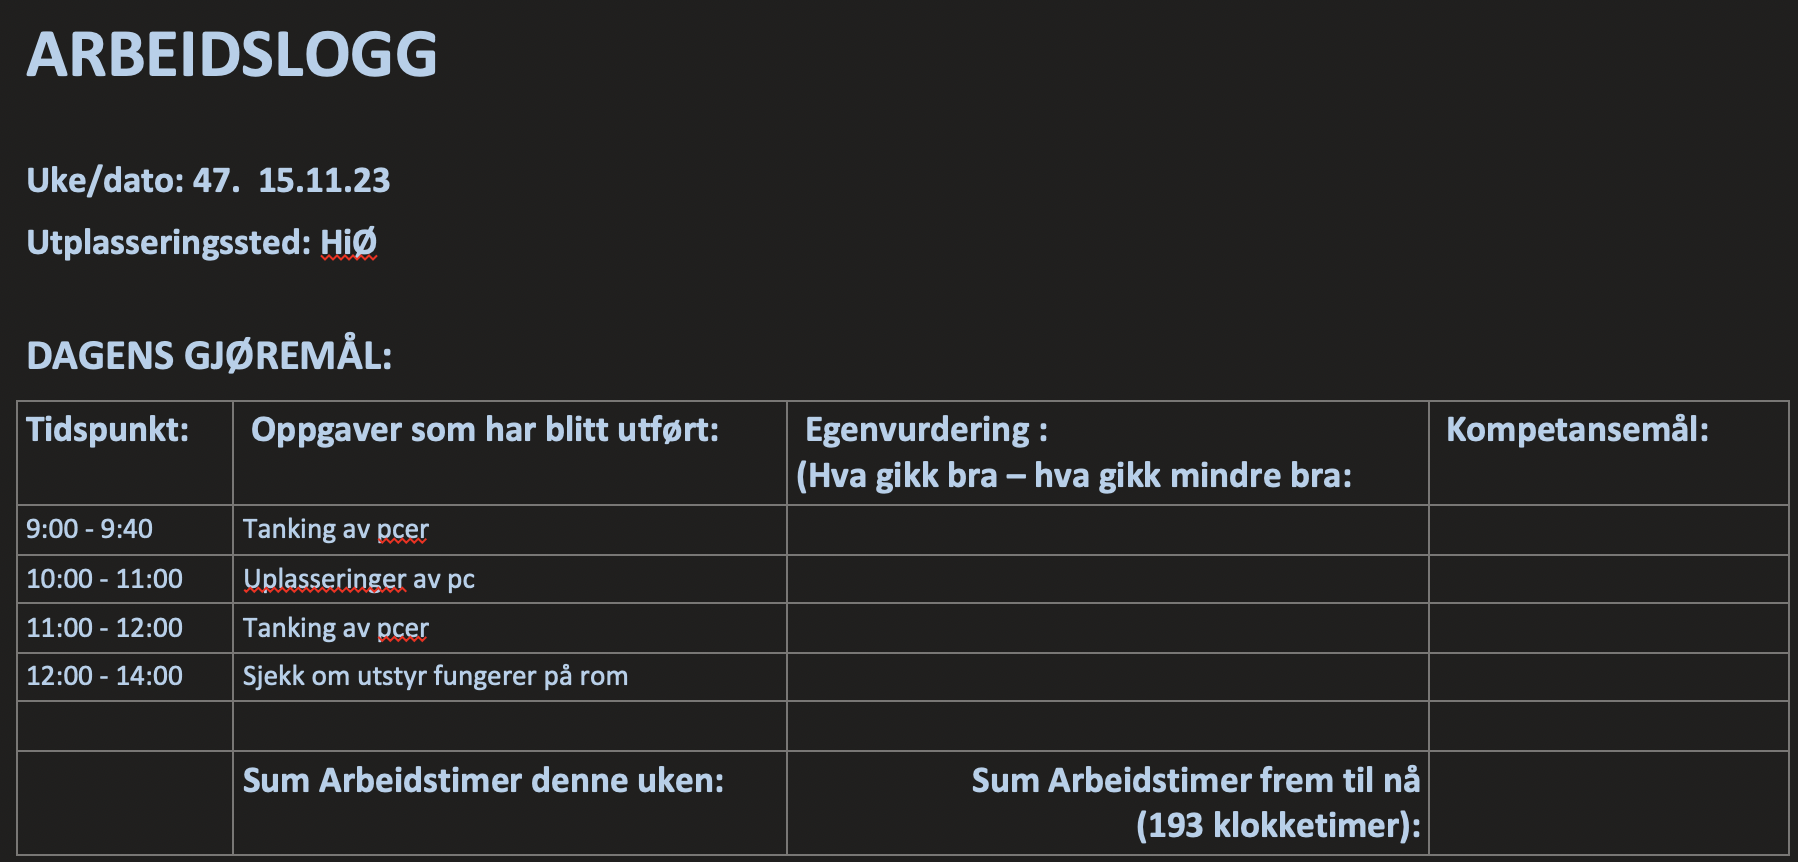 ARBEIDSLOGG
Uke/dato: 47.  15.11.23
Utplasseringssted: HiØ
DAGENS GJØREMÅL:
Tidspunkt: Oppgaver som har blitt utført: Egenvurdering : Kompetansemål:
(Hva gikk bra – hva gikk mindre bra:
9:00 - 9:40 Tanking av pcer
10:00 - 11:00 Uplasseringer av pc
11:00 - 12:00 Tanking av pcer
12:00 - 14:00 Sjekk om utstyr fungerer på rom
Sum Arbeidstimer denne uken: Sum Arbeidstimer frem til nå
(193 klokketimer):